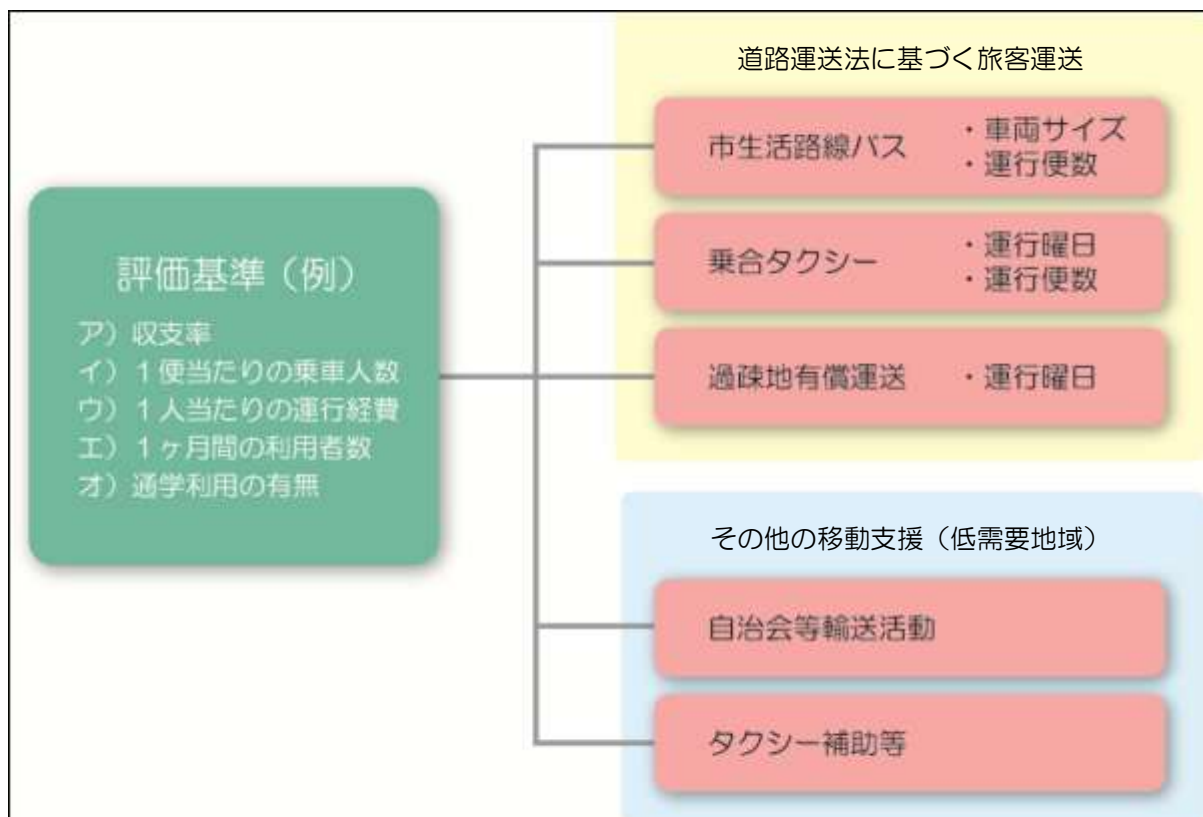 評価基準（例）
ア）収支率
イ）１便当たりの乗車人数
ウ）１人当たりの運行経費
エ）１ヶ月間の利用者数
オ）通学利用の有無
道路運送法に基づく旅客運送
市生活路線バス
・車両サイズ
・運行便数
乗合タクシー
・運行曜日
・運行便数
過疎地有償運送 ・運行曜日
その他の移動支援（低需要地域）
自治会等輸送活動
タクシー補助等